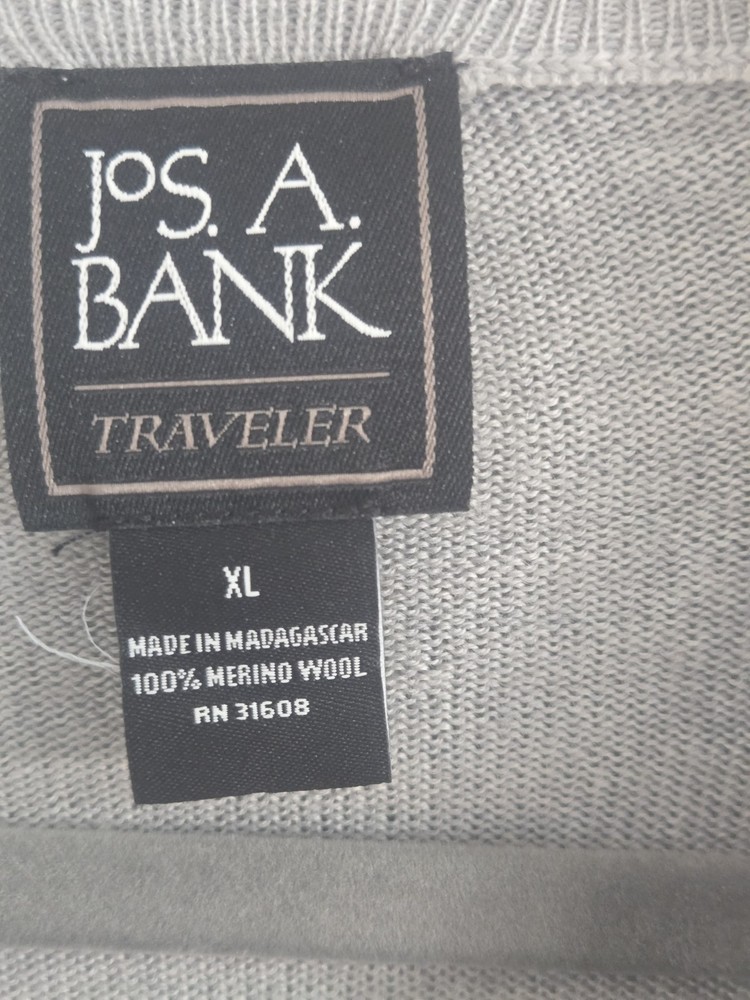 JOS. A.
BANK
TRAVELER
XL
MADE IN MADAGASCAR
100% MERINO WOOL
RN 31608